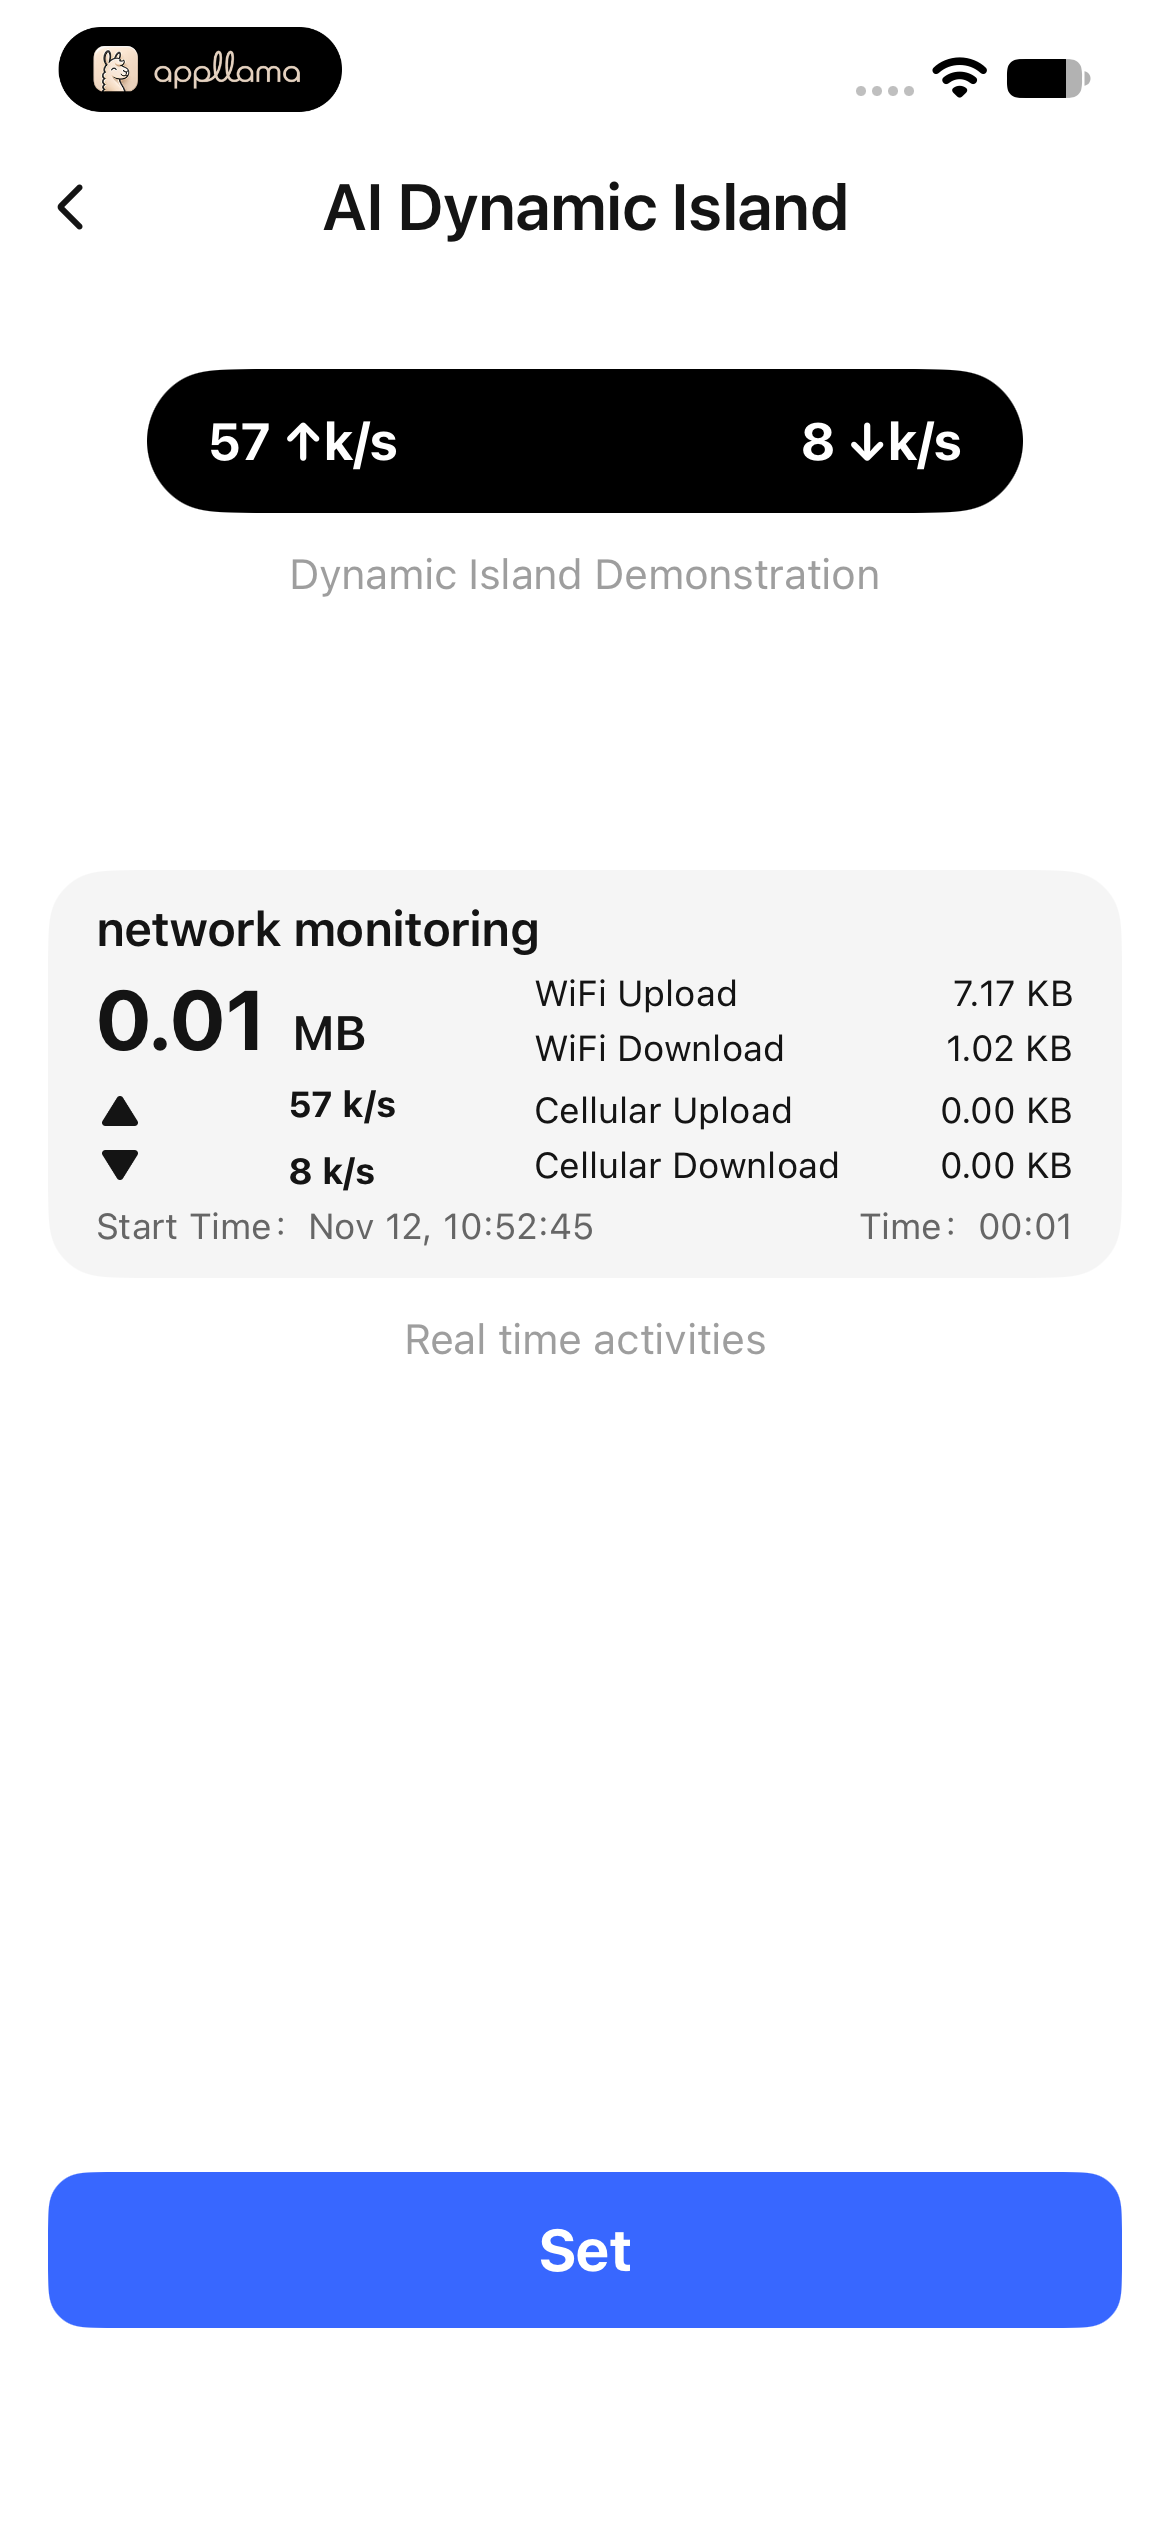 appllama
AI Dynamic Island
57 ↑k/s 8 ↓k/s
Dynamic Island Demonstration
network monitoring
0.01 MB
WiFi Upload 7.17 KB
WiFi Download 1.02 KB
57 k/s
Cellular Upload 0.00 KB
8 k/s
Cellular Download 0.00 KB
Start Time： Nov 12, 10:52:45 Time： 00:01
Real time activities
Set